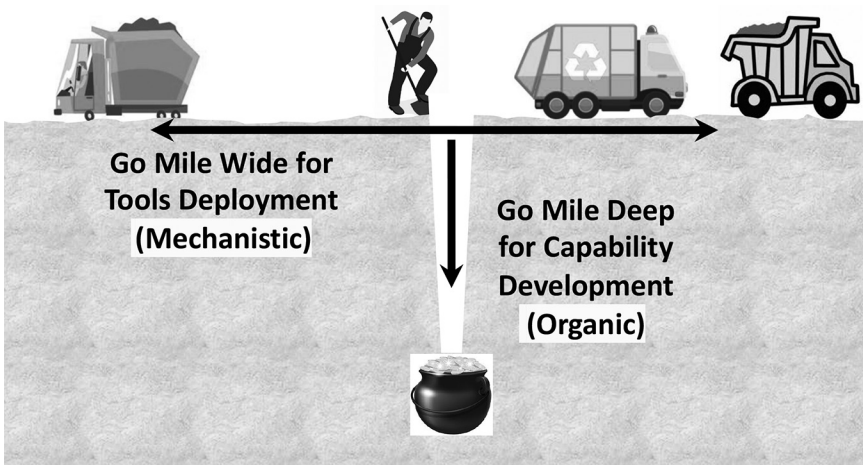 Go Mile Wide for
Tools Deployment
(Mechanistic)
Go Mile Deep
for Capability
Development
(Organic)